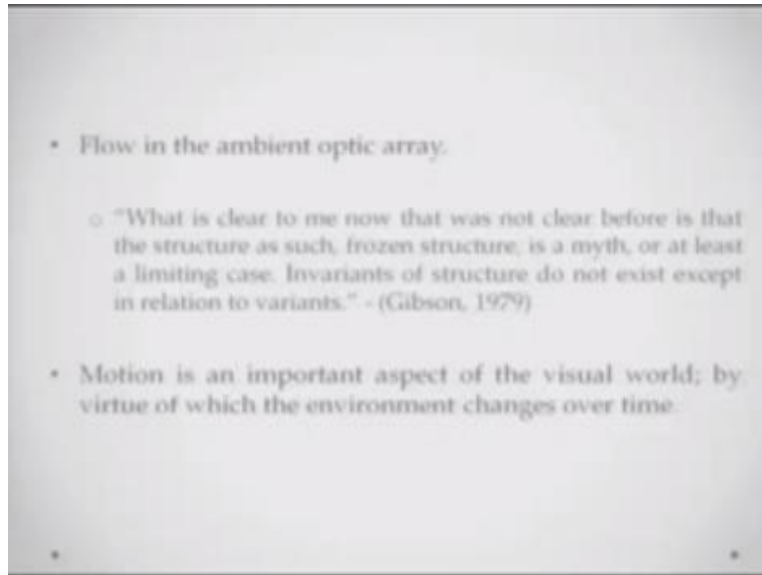 • Flow in the ambient optic array.
o "What is clear to me now that was not clear before is that
the structure as such, frozen structure, is a myth, or at least
a limiting case. Invariants of structure do not exist except
in relation to variants." - (Gibson, 1979)
• Motion is an important aspect of the visual world; by
virtue of which the environment changes over time.